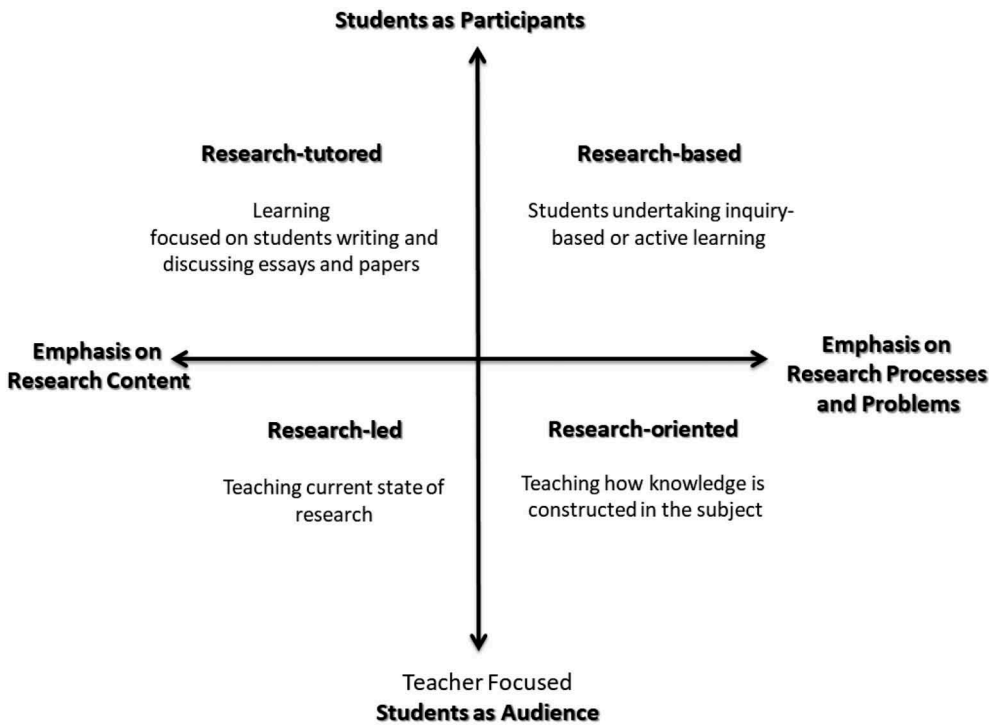 Students as Participants
Research-tutored
Learning
focused on students writing and
discussing essays and papers
Research-based
Students undertaking inquiry-
based or active learning
Emphasis on
Research Content
Emphasis on
Research Processes
and Problems
Research-led
Teaching current state of
research
Research-oriented
Teaching how knowledge is
constructed in the subject
Teacher Focused
Students as Audience